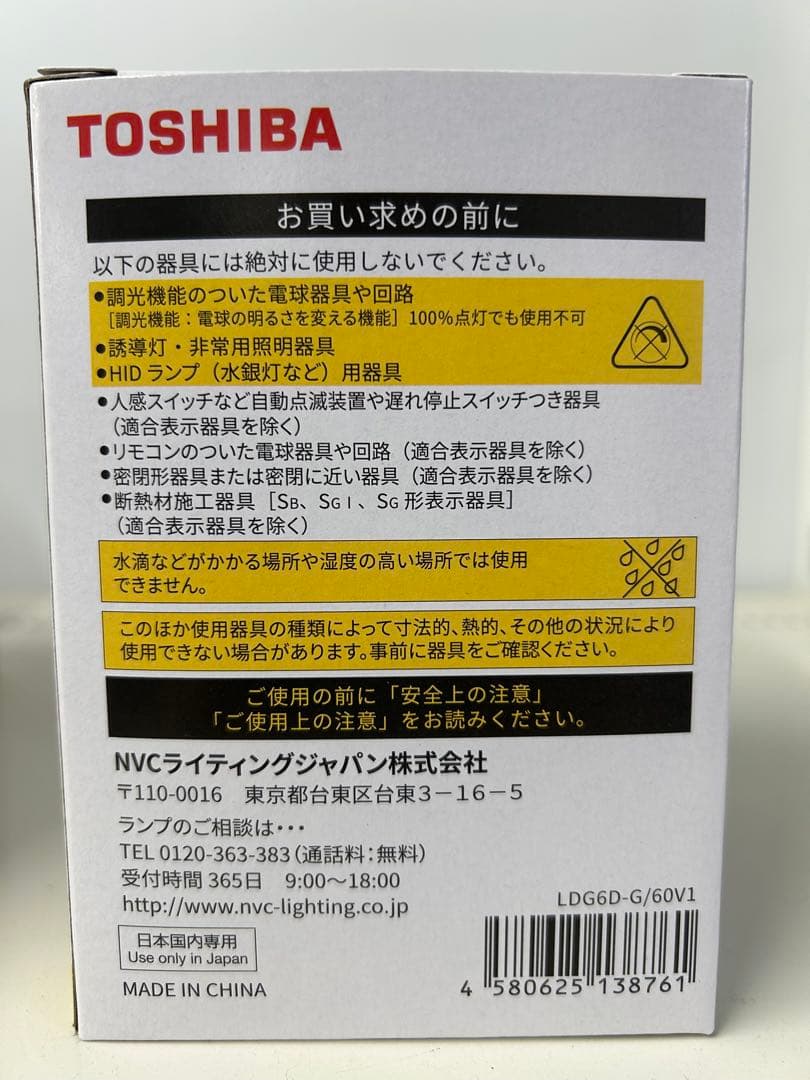 TOSHIBA
お買い求めの前に
以下の器具には絶対に使用しないでください。
●調光機能のついた電球器具や回路
［調光機能：電球の明るさを変える機能］100％点灯でも使用不可
●誘導灯・非常用照明器具
●HIDランプ（水銀灯など）用器具
●人感スイッチなど自動点滅装置や遅れ停止スイッチつき器具
（適合表示器具を除く）
●リモコンのついた電球器具や回路（適合表示器具を除く）
●密閉形器具または密閉に近い器具（適合表示器具を除く）
●断熱材施工器具［SB、SGI、SG形表示器具］
（適合表示器具を除く）
水滴などがかかる場所や湿度の高い場所では使用
できません。
このほか使用器具の種類によって寸法的、熱的、その他の状況により
使用できない場合があります。事前に器具をご確認ください。
ご使用の前に「安全上の注意」
「ご使用上の注意」をお読みください。
NVCライティングジャパン株式会社
〒110-0016 東京都台東区台東3－16－5
ランプのご相談は・・・
TEL 0120-363-383（通話料：無料）
受付時間 365日 9:00～18:00
http://www.nvc-lighting.co.jp
日本国内専用
Use only in Japan
MADE IN CHINA
LDG6D-G/60V1
4 580625 138761